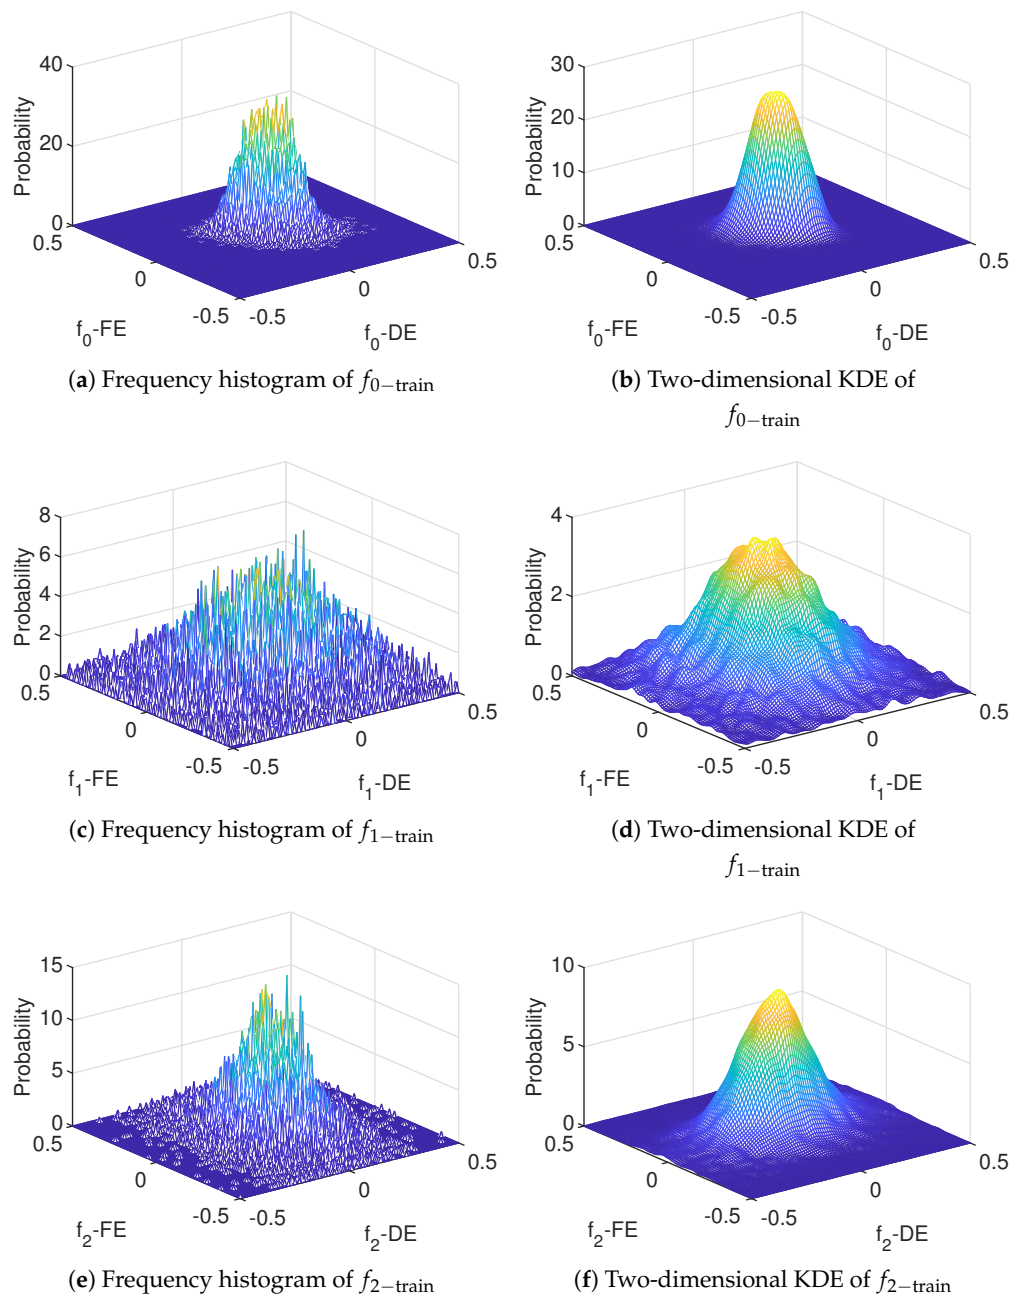 40
20
0
Probability
0.5
0
-0.5
f0-FE
-0.5
0
0.5
f0-DE
30
20
10
0
Probability
0.5
0
-0.5
f0-FE
-0.5
0
0.5
f0-DE
(a) Frequency histogram of f0−train
(b) Two-dimensional KDE of
f0−train
8
6
4
2
0
Probability
0.5
0
-0.5
f1-FE
-0.5
0
0.5
f1-DE
4
2
0
Probability
0.5
0
-0.5
f1-FE
-0.5
0
0.5
f1-DE
(c) Frequency histogram of f1−train
(d) Two-dimensional KDE of
f1−train
15
10
5
0
Probability
0.5
0
-0.5
f2-FE
-0.5
0
0.5
f2-DE
10
5
0
Probability
0.5
0
-0.5
f2-FE
-0.5
0
0.5
f2-DE
(e) Frequency histogram of f2−train
(f) Two-dimensional KDE of f2−train